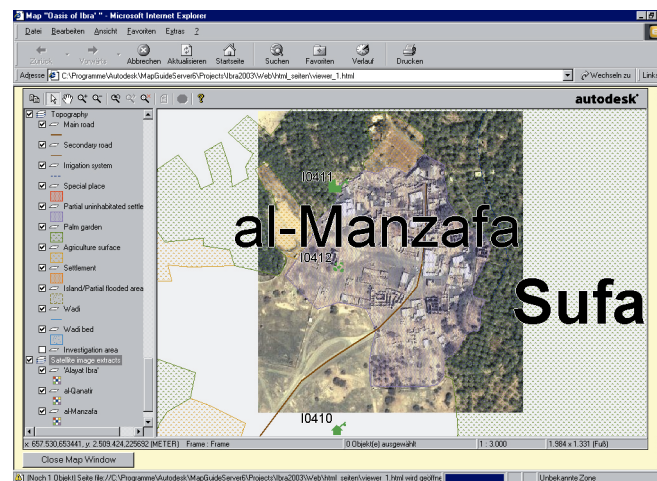 Map "Oasis of Ibra' " - Microsoft Internet Explorer
Datei Bearbeiten Ansicht Favoriten Extras ?
Zurück Vorwärts Abbrechen Aktualisieren Startseite Suchen Favoriten Verlauf Drucken
Adresse C:\Programme\Autodesk\MapGuideServer6\Projects\Ibra2003\Web\html_seiten\viewer_1.html Wechseln zu Links
autodesk
Topography
Main road
Secondary road
Irrigation system
Special place
Partial uninhabitated settle
Palm garden
Agriculture surface
Settlement
Island/Partial flooded area
Wadi
Wadi bed
Investigation area
Satellite image extracts
'Alayat Ibra'
al-Qanatir
al-Manzafa
I0411
al-Manzafa
I0412
Sufa
I0410
x: 657.530,653441, y: 2.509.424,225692 (METER) Frame : Frame 0 Objekt(e) ausgewählt 1 : 3.000 1.984 x 1.331 (Fuß)
Close Map Window
(Noch 1 Objekt) Seite file://C:\Programme\Autodesk\MapGuideServer6\Projects\Ibra2003\Web\html_seiten\viewer_1.html wird geöffne Unbekannte Zone